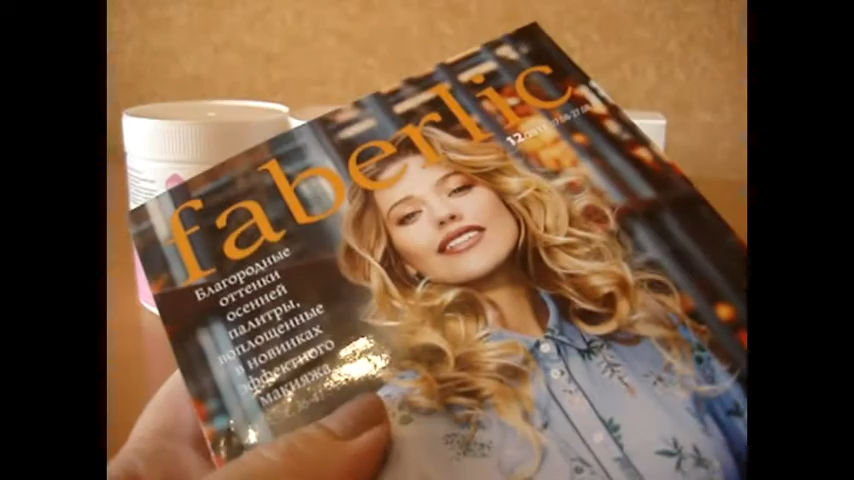 faberlic
Благородные
оттенки
осенней
палитры,
воплощенные
в новинках
эффектного
макияжа